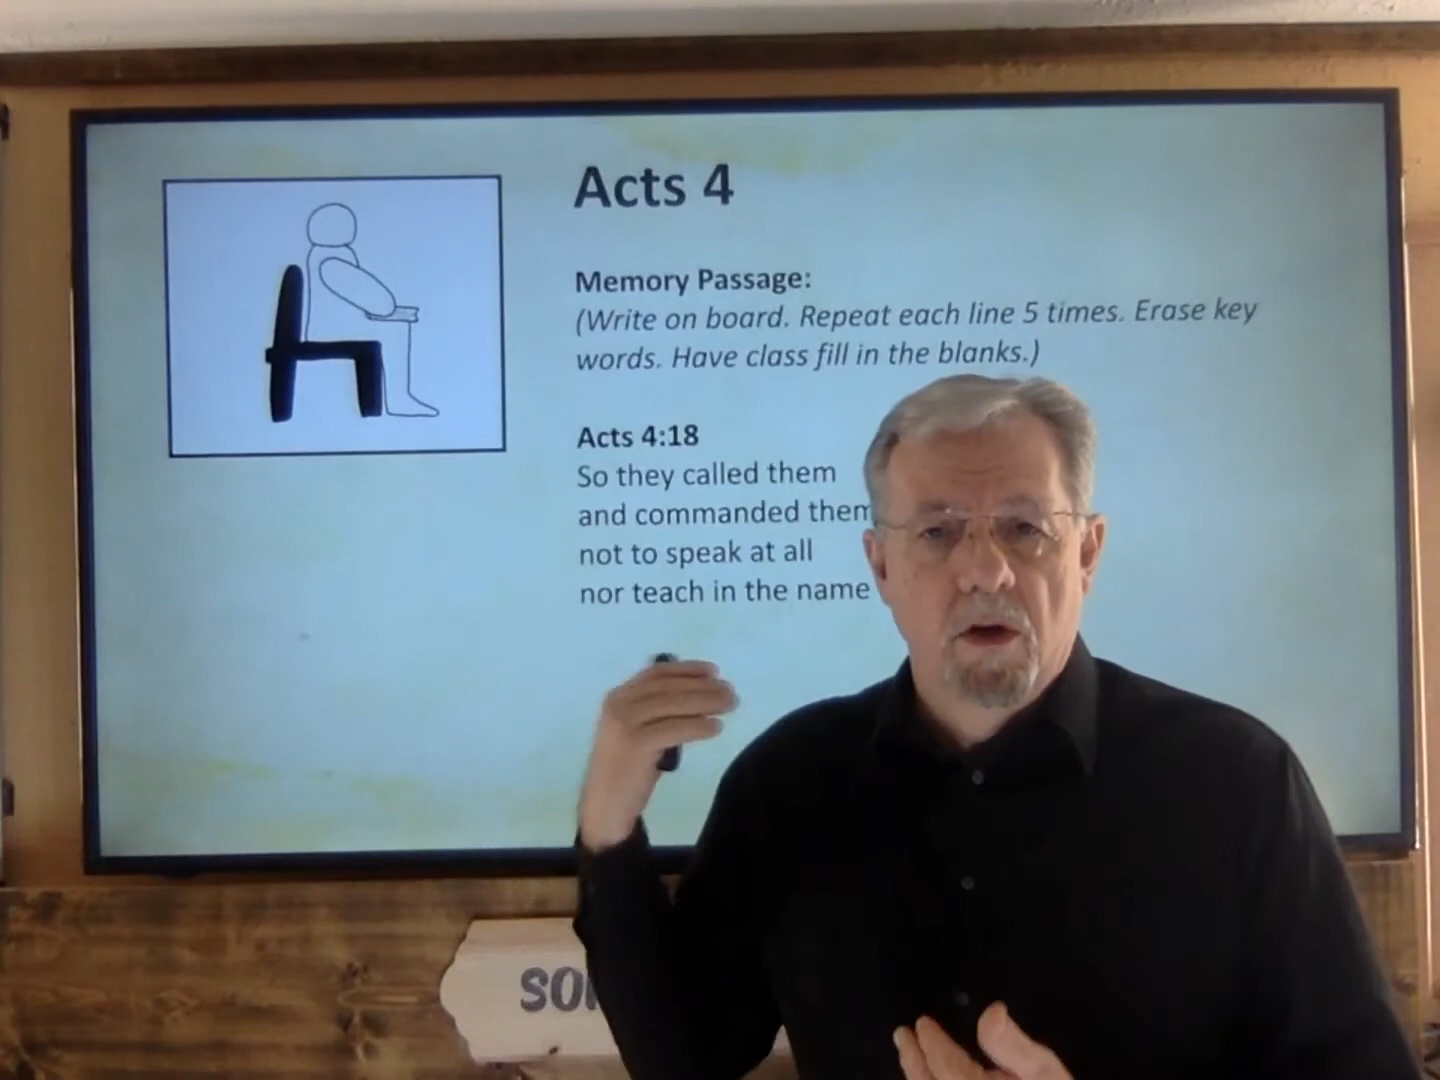 Acts 4
Memory Passage:
(Write on board. Repeat each line 5 times. Erase key
words. Have class fill in the blanks.)
Acts 4:18
So they called them
and commanded them
not to speak at all
nor teach in the name